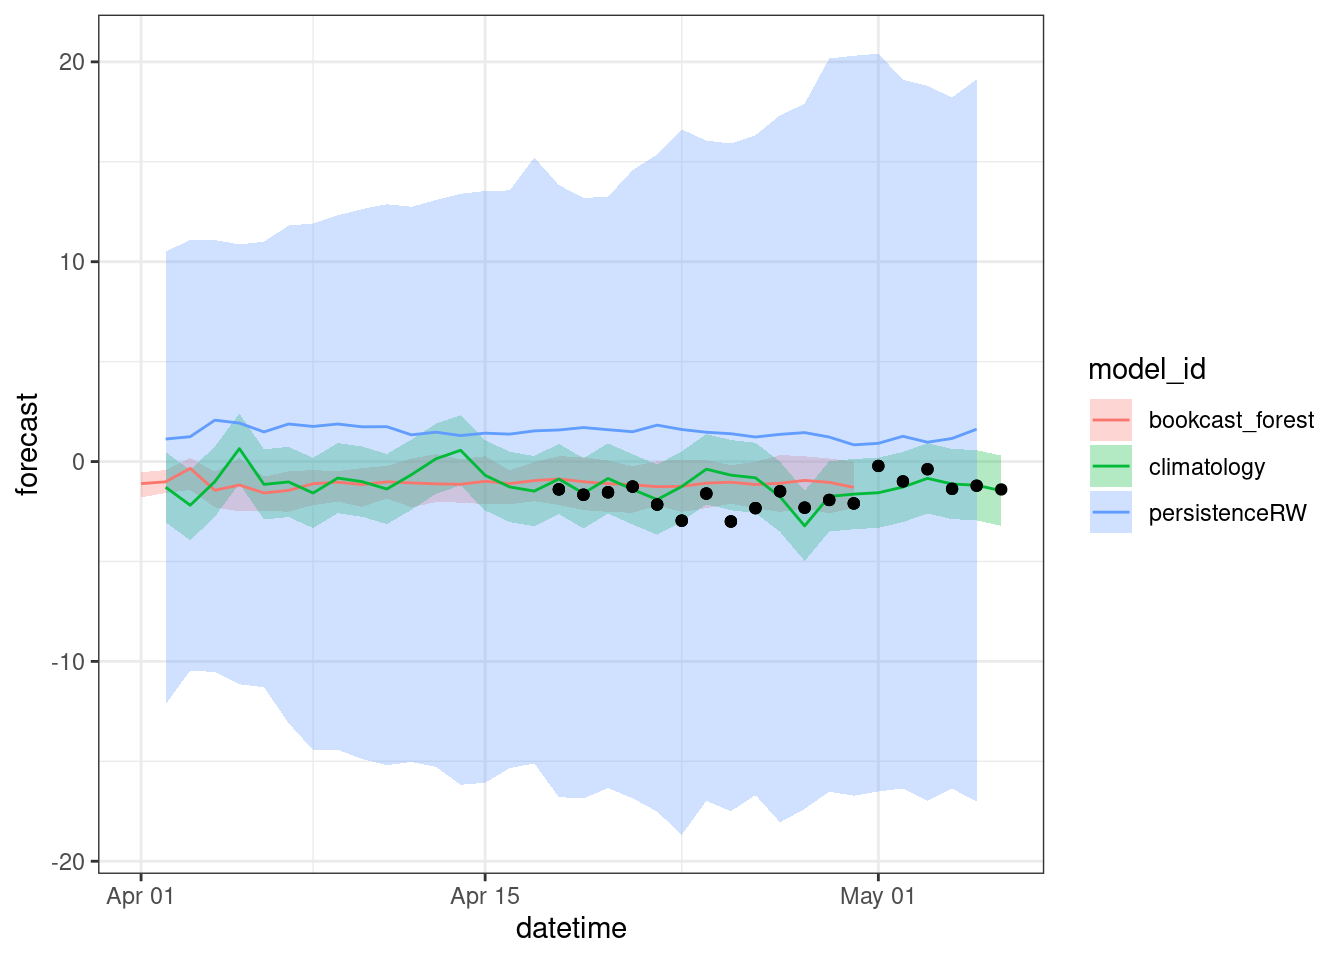 20
10
0
-10
-20
forecast
Apr 01
Apr 15
May 01
datetime
model_id
bookcast_forest
climatology
persistenceRW